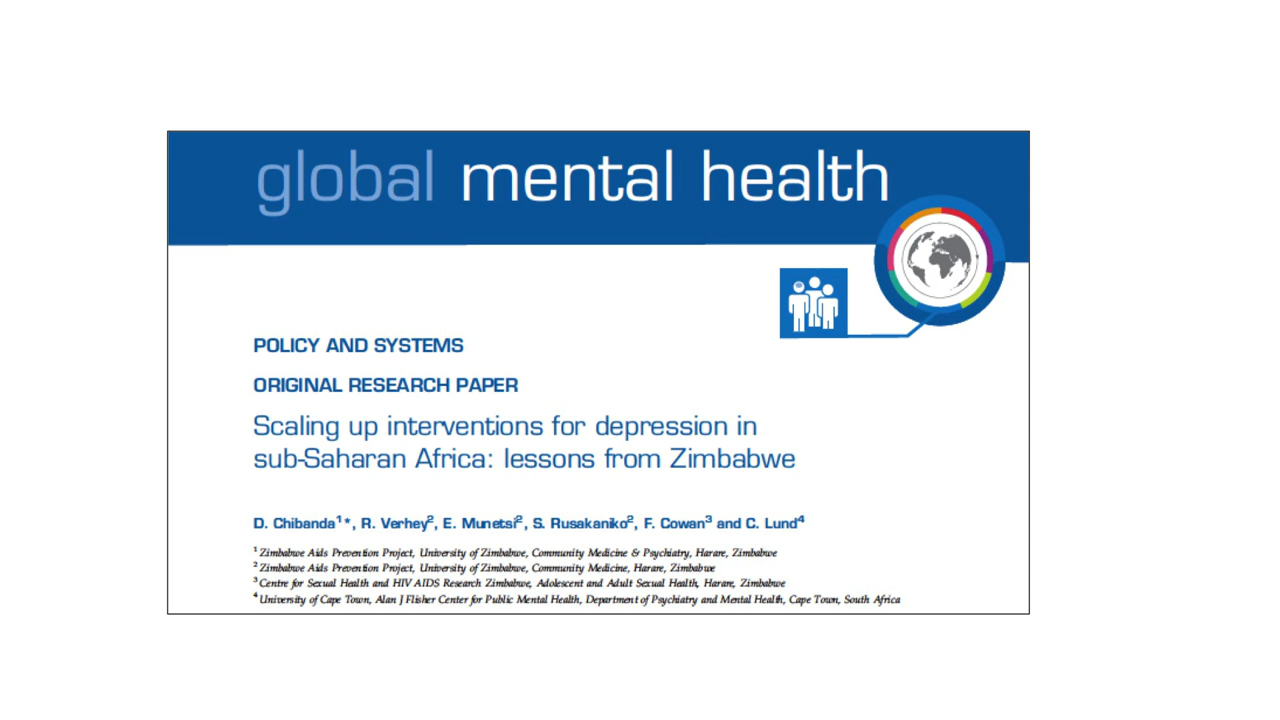 global mental health
POLICY AND SYSTEMS
ORIGINAL RESEARCH PAPER
Scaling up interventions for depression in
sub-Saharan Africa: lessons from Zimbabwe
D. Chibanda1*, R. Verhey2, E. Munetsi2, S. Rusakaniko2, F. Cowan3 and C. Lund4
1 Zimbabwe Aids Prevention Project, University of Zimbabwe, Community Medicine & Psychiatry, Harare, Zimbabwe
2 Zimbabwe Aids Prevention Project, University of Zimbabwe, Community Medicine, Harare, Zimbabwe
3 Centre for Sexual Health and HIV AIDS Research Zimbabwe, Adolescent and Adult Sexual Health, Harare, Zimbabwe
4 University of Cape Town, Alan J Flisher Center for Public Mental Health, Department of Psychiatry and Mental Health, Cape Town, South Africa